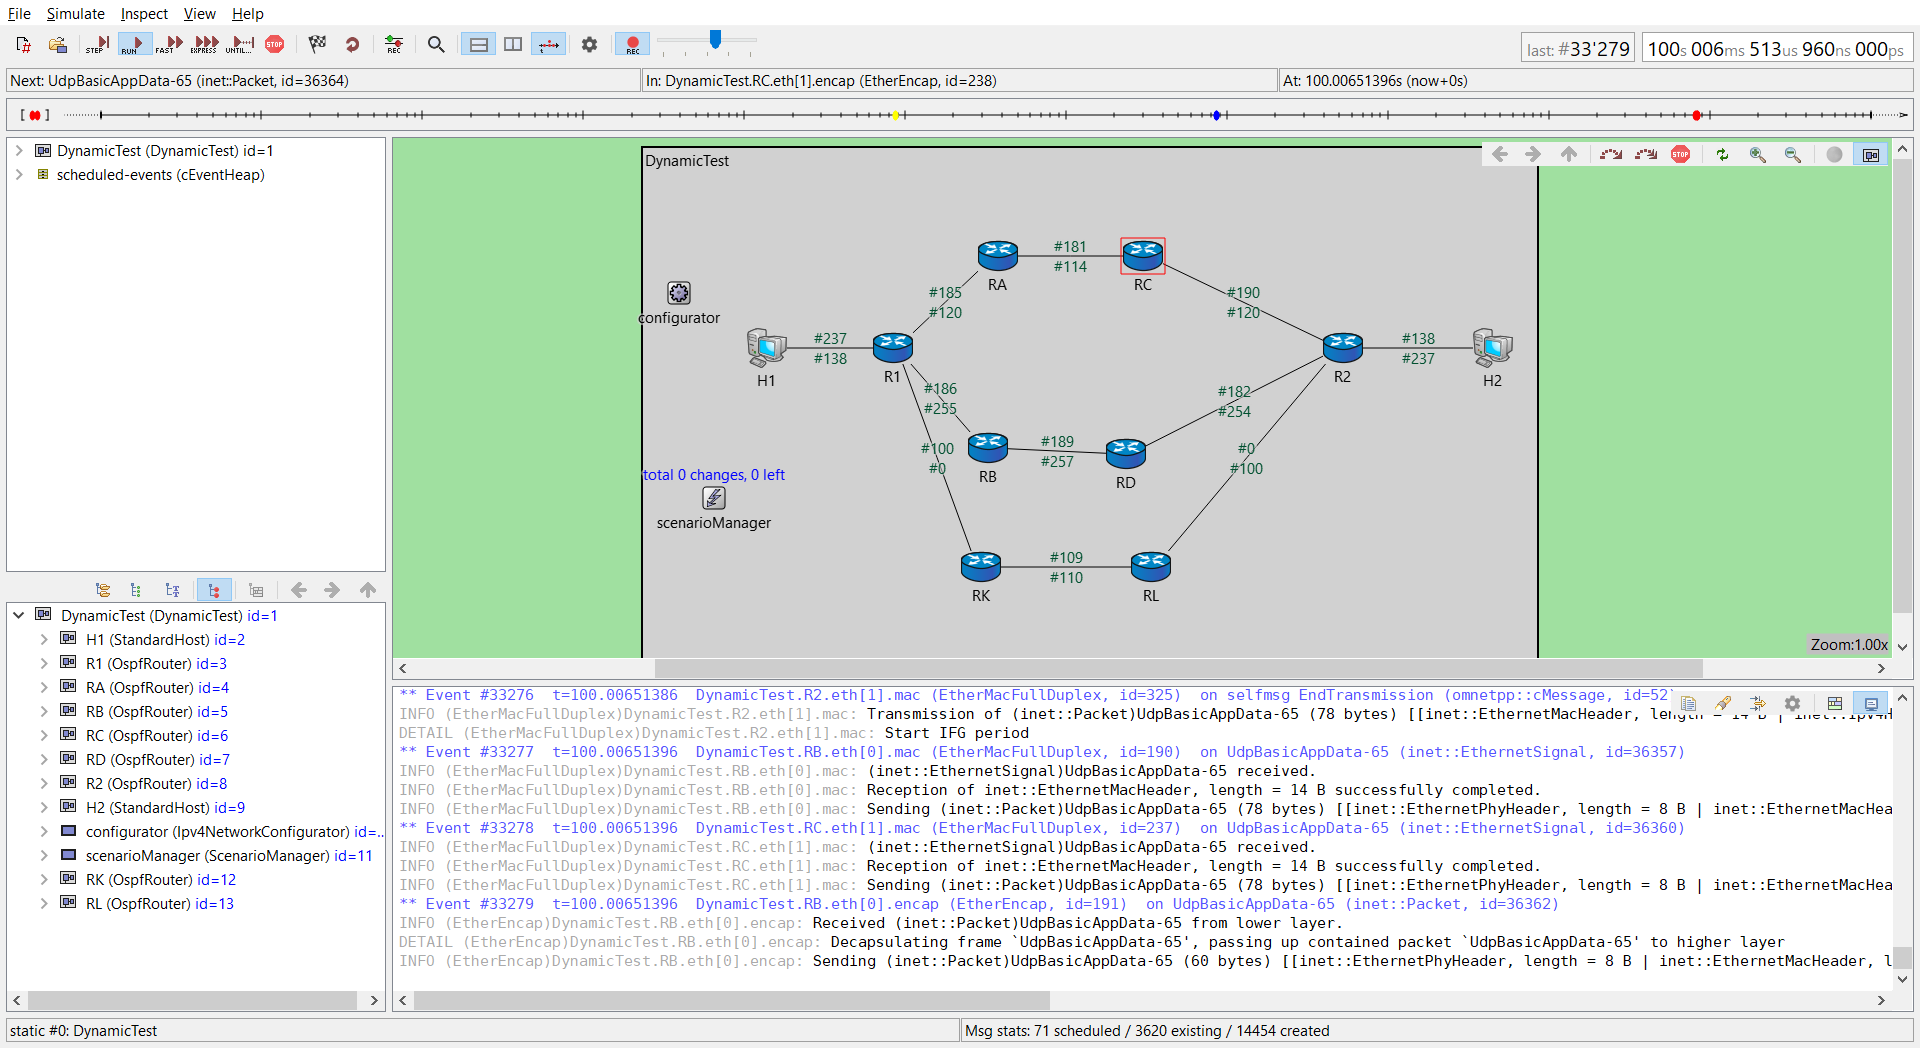 File Simulate Inspect View Help
STEP RUN FAST EXPRESS UNTIL... STOP REC REC
last: #33'279 100s 006ms 513us 960ns 000ps
Next: UdpBasicAppData-65 (inet::Packet, id=36364) In: DynamicTest.RC.eth[1].encap (EtherEncap, id=238) At: 100.00651396s (now+0s)
DynamicTest (DynamicTest) id=1
scheduled-events (cEventHeap)
DynamicTest
STOP
#181
#114
RA
RC
#185
#120
#190
#120
configurator
#237
#138
#138
#237
H1
R1
R2
H2
#186
#255
#182
#254
#100
#0
#189
#257
#0
#100
RB
RD
total 0 changes, 0 left
scenarioManager
#109
#110
RK
RL
Zoom:1.00x
DynamicTest (DynamicTest) id=1
H1 (StandardHost) id=2
R1 (OspfRouter) id=3
RA (OspfRouter) id=4
RB (OspfRouter) id=5
RC (OspfRouter) id=6
RD (OspfRouter) id=7
R2 (OspfRouter) id=8
H2 (StandardHost) id=9
configurator (Ipv4NetworkConfigurator) id=...
scenarioManager (ScenarioManager) id=11
RK (OspfRouter) id=12
RL (OspfRouter) id=13
** Event #33276 t=100.00651386 DynamicTest.R2.eth[1].mac (EtherMacFullDuplex, id=325) on selfmsg EndTransmission (omnetpp::cMessage, id=52
INFO (EtherMacFullDuplex)DynamicTest.R2.eth[1].mac: Transmission of (inet::Packet)UdpBasicAppData-65 (78 bytes) [[inet::EthernetMacHeader, length = 14 B | inet::Ipv4H
DETAIL (EtherMacFullDuplex)DynamicTest.R2.eth[1].mac: Start IFG period
** Event #33277 t=100.00651396 DynamicTest.RB.eth[0].mac (EtherMacFullDuplex, id=190) on UdpBasicAppData-65 (inet::EthernetSignal, id=36357)
INFO (EtherMacFullDuplex)DynamicTest.RB.eth[0].mac: (inet::EthernetSignal)UdpBasicAppData-65 received.
INFO (EtherMacFullDuplex)DynamicTest.RB.eth[0].mac: Reception of inet::EthernetMacHeader, length = 14 B successfully completed.
INFO (EtherMacFullDuplex)DynamicTest.RB.eth[0].mac: Sending (inet::Packet)UdpBasicAppData-65 (78 bytes) [[inet::EthernetPhyHeader, length = 8 B | inet::EthernetMacHea
** Event #33278 t=100.00651396 DynamicTest.RC.eth[1].mac (EtherMacFullDuplex, id=237) on UdpBasicAppData-65 (inet::EthernetSignal, id=36360)
INFO (EtherMacFullDuplex)DynamicTest.RC.eth[1].mac: (inet::EthernetSignal)UdpBasicAppData-65 received.
INFO (EtherMacFullDuplex)DynamicTest.RC.eth[1].mac: Reception of inet::EthernetMacHeader, length = 14 B successfully completed.
INFO (EtherMacFullDuplex)DynamicTest.RC.eth[1].mac: Sending (inet::Packet)UdpBasicAppData-65 (78 bytes) [[inet::EthernetPhyHeader, length = 8 B | inet::EthernetMacHea
** Event #33279 t=100.00651396 DynamicTest.RB.eth[0].encap (EtherEncap, id=191) on UdpBasicAppData-65 (inet::Packet, id=36362)
INFO (EtherEncap)DynamicTest.RB.eth[0].encap: Received (inet::Packet)UdpBasicAppData-65 from lower layer.
DETAIL (EtherEncap)DynamicTest.RB.eth[0].encap: Decapsulating frame `UdpBasicAppData-65', passing up contained packet `UdpBasicAppData-65' to higher layer
INFO (EtherEncap)DynamicTest.RB.eth[0].encap: Sending (inet::Packet)UdpBasicAppData-65 (60 bytes) [[inet::EthernetPhyHeader, length = 8 B | inet::EthernetMacHeader, l
static #0: DynamicTest Msg stats: 71 scheduled / 3620 existing / 14454 created